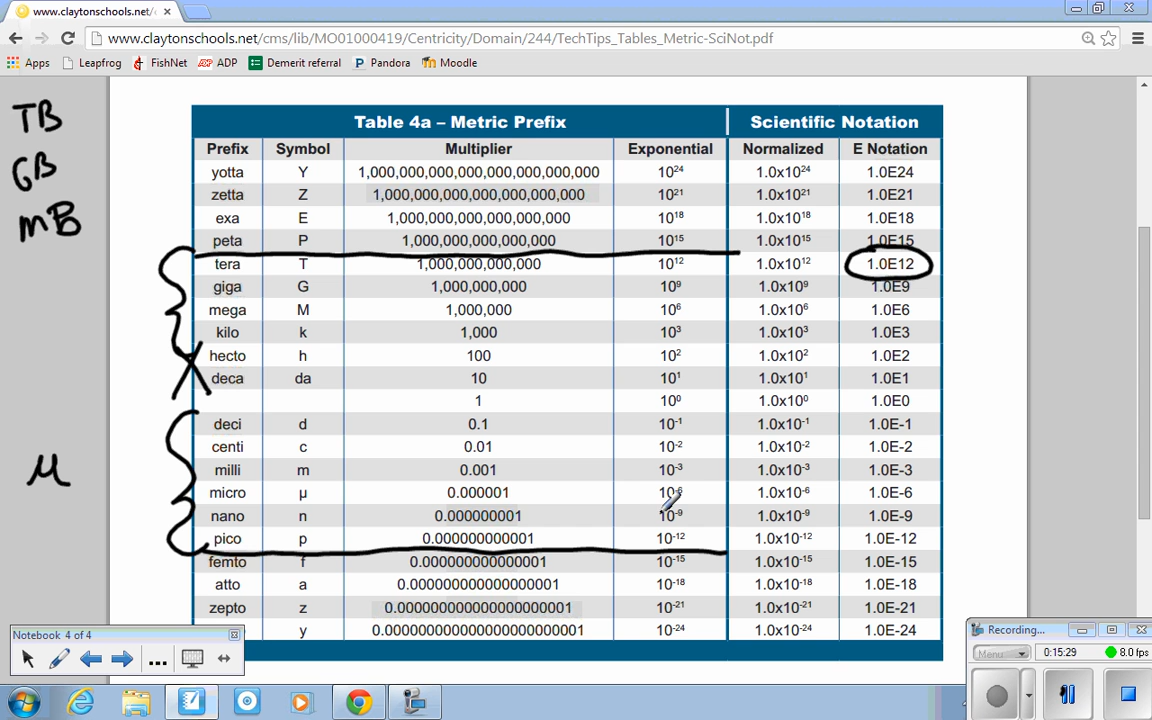 www.claytonschools.net/
www.claytonschools.net/cms/lib/MO01000419/Centricity/Domain/244/TechTips_Tables_Metric-SciNot.pdf
Apps Leapfrog FishNet ADP Demerit referral Pandora Moodle
TB
GB
MB
μ
Table 4a – Metric Prefix Scientific Notation
Prefix Symbol Multiplier Exponential Normalized E Notation
yotta Y 1,000,000,000,000,000,000,000,000 10²⁴ 1.0x10²⁴ 1.0E24
zetta Z 1,000,000,000,000,000,000,000 10²¹ 1.0x10²¹ 1.0E21
exa E 1,000,000,000,000,000,000 10¹⁸ 1.0x10¹⁸ 1.0E18
peta P 1,000,000,000,000,000 10¹⁵ 1.0x10¹⁵ 1.0E15
tera T 1,000,000,000,000 10¹² 1.0x10¹² 1.0E12
giga G 1,000,000,000 10⁹ 1.0x10⁹ 1.0E9
mega M 1,000,000 10⁶ 1.0x10⁶ 1.0E6
kilo k 1,000 10³ 1.0x10³ 1.0E3
hecto h 100 10² 1.0x10² 1.0E2
deca da 10 10¹ 1.0x10¹ 1.0E1
1 10⁰ 1.0x10⁰ 1.0E0
deci d 0.1 10⁻¹ 1.0x10⁻¹ 1.0E-1
centi c 0.01 10⁻² 1.0x10⁻² 1.0E-2
milli m 0.001 10⁻³ 1.0x10⁻³ 1.0E-3
micro μ 0.000001 10⁻⁶ 1.0x10⁻⁶ 1.0E-6
nano n 0.000000001 10⁻⁹ 1.0x10⁻⁹ 1.0E-9
pico p 0.000000000001 10⁻¹² 1.0x10⁻¹² 1.0E-12
femto f 0.000000000000001 10⁻¹⁵ 1.0x10⁻¹⁵ 1.0E-15
atto a 0.000000000000000001 10⁻¹⁸ 1.0x10⁻¹⁸ 1.0E-18
zepto z 0.000000000000000000001 10⁻²¹ 1.0x10⁻²¹ 1.0E-21
y 0.000000000000000000000001 10⁻²⁴ 1.0x10⁻²⁴ 1.0E-24
Notebook 4 of 4
Recording...
Menu 0:15:29 8.0 fps